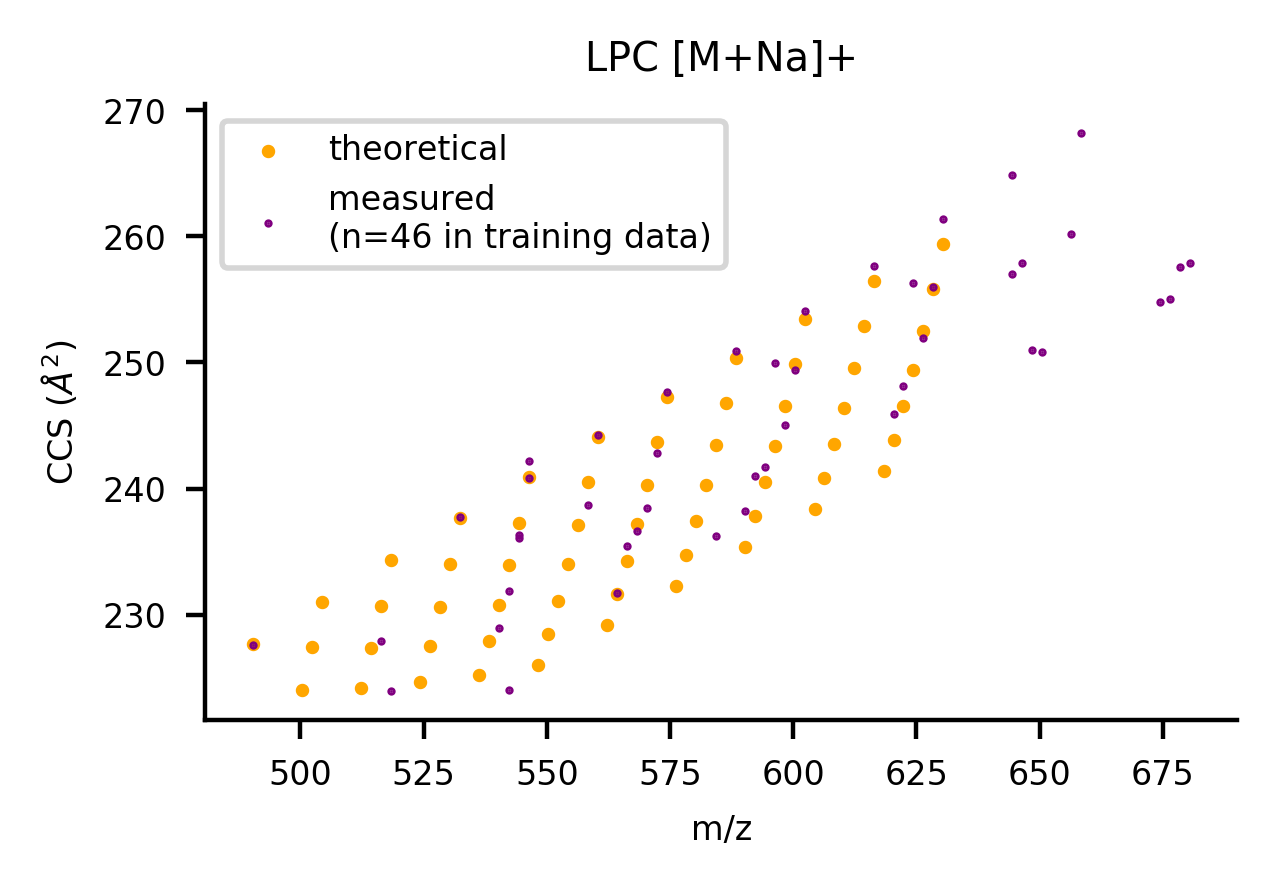 LPC [M+Na]+
270
260
250
240
230
CCS (Å²)
theoretical
measured
(n=46 in training data)
500 525 550 575 600 625 650 675
m/z